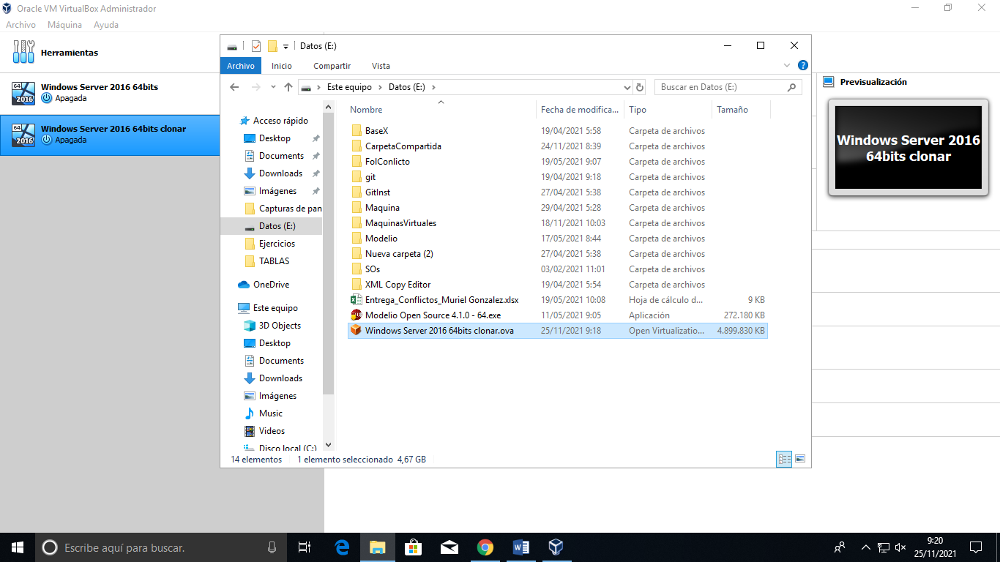 Oracle VM VirtualBox Administrador
Archivo Máquina Ayuda
Herramientas
Windows Server 2016 64bits
Apagada
Windows Server 2016 64bits clonar
Apagada
64
2016
64
2016
Datos (E:)
Archivo Inicio Compartir Vista
Este equipo Datos (E:)
Buscar en Datos (E:)
Acceso rápido
Desktop
Documents
Downloads
Imágenes
Capturas de pan
Datos (E:)
Ejercicios
TABLAS
OneDrive
Este equipo
3D Objects
Desktop
Documents
Downloads
Imágenes
Music
Videos
Disco local (C:)
Nombre Fecha de modifica... Tipo Tamaño
BaseX 19/04/2021 5:58 Carpeta de archivos
CarpetaCompartida 24/11/2021 8:39 Carpeta de archivos
FolConlicto 19/05/2021 9:07 Carpeta de archivos
git 19/04/2021 9:18 Carpeta de archivos
GitInst 27/04/2021 5:38 Carpeta de archivos
Maquina 29/04/2021 5:28 Carpeta de archivos
MaquinasVirtuales 18/11/2021 10:03 Carpeta de archivos
Modelio 17/05/2021 8:44 Carpeta de archivos
Nueva carpeta (2) 27/04/2021 5:38 Carpeta de archivos
SOs 03/02/2021 11:01 Carpeta de archivos
XML Copy Editor 19/04/2021 5:54 Carpeta de archivos
Entrega_Conflictos_Muriel Gonzalez.xlsx 19/05/2021 10:08 Hoja de cálculo d... 9 KB
Modelio Open Source 4.1.0 - 64.exe 11/05/2021 9:05 Aplicación 272.180 KB
Windows Server 2016 64bits clonar.ova 25/11/2021 9:18 Open Virtualizatio... 4.899.830 KB
14 elementos 1 elemento seleccionado 4,67 GB
Previsualización
Windows Server 2016
64bits clonar
Escribe aquí para buscar.
9:20
25/11/2021